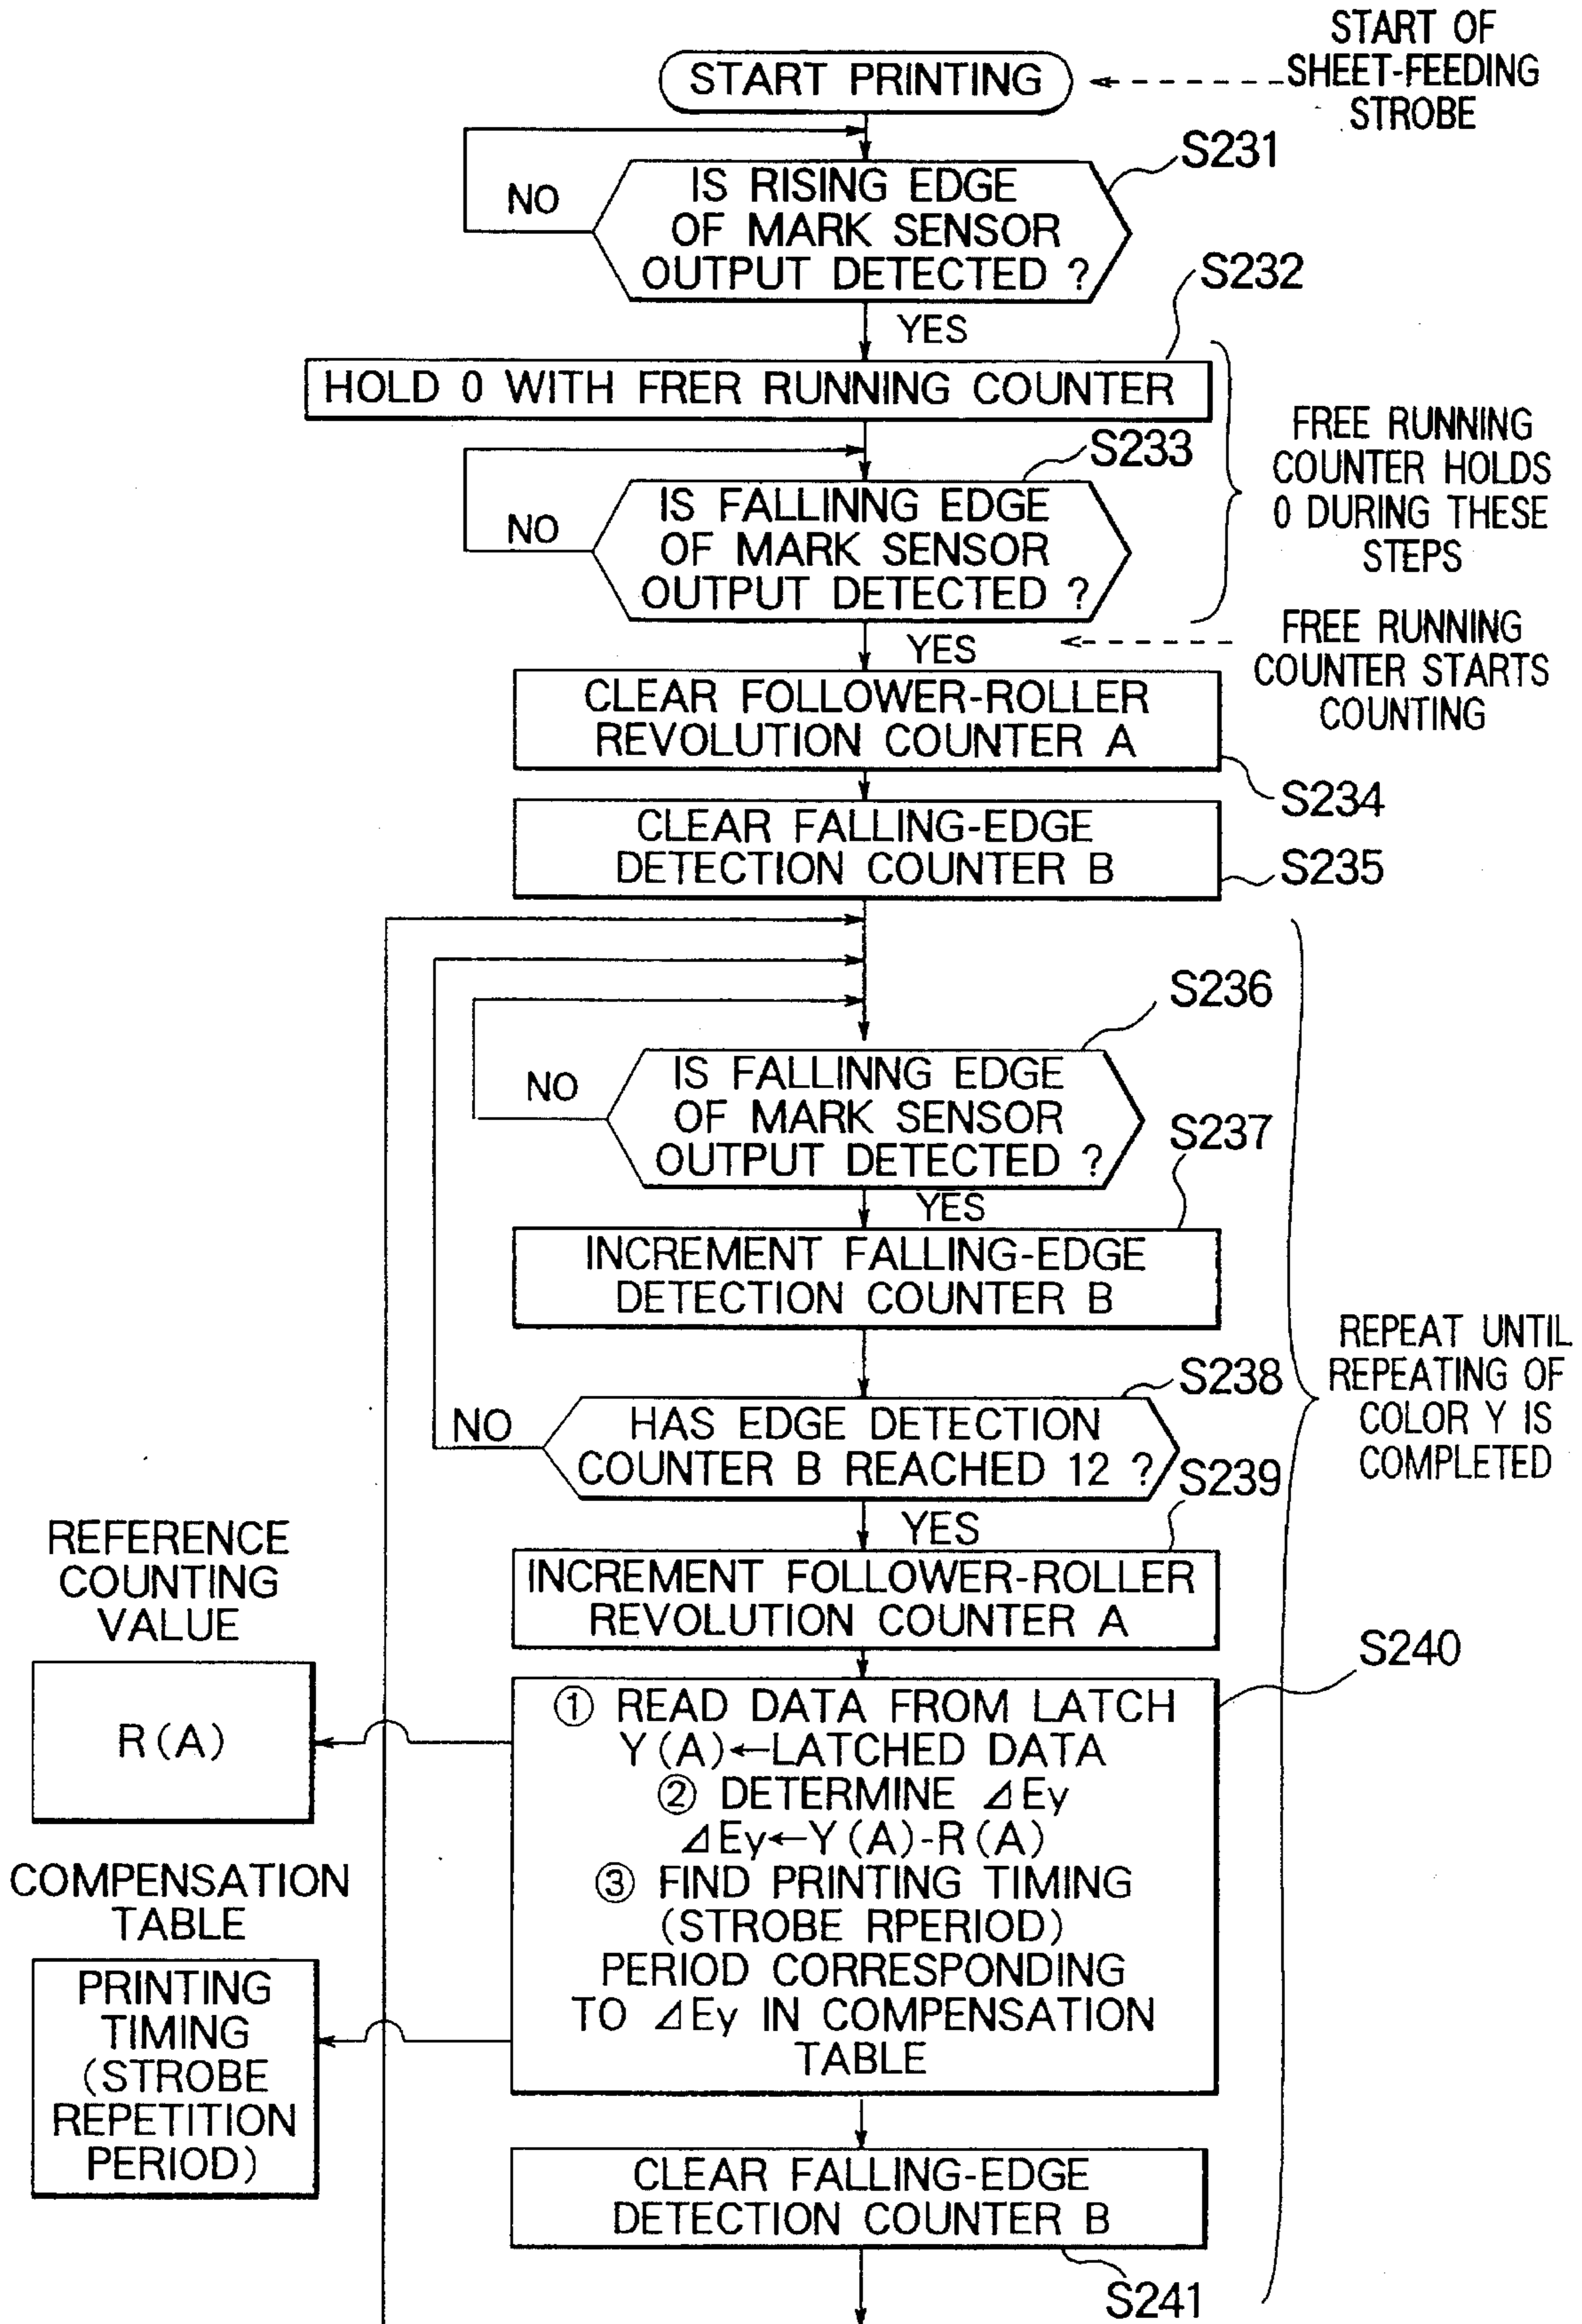 START OF
SHEET-FEEDING
STROBE
START PRINTING
S231
IS RISING EDGE
OF MARK SENSOR
OUTPUT DETECTED ?
NO
YES
S232
HOLD 0 WITH FRER RUNNING COUNTER
FREE RUNNING
COUNTER HOLDS
0 DURING THESE
STEPS
S233
IS FALLINNG EDGE
OF MARK SENSOR
OUTPUT DETECTED ?
NO
YES
FREE RUNNING
COUNTER STARTS
COUNTING
CLEAR FOLLOWER-ROLLER
REVOLUTION COUNTER A
S234
CLEAR FALLING-EDGE
DETECTION COUNTER B
S235
S236
IS FALLINNG EDGE
OF MARK SENSOR
OUTPUT DETECTED ?
NO
YES
S237
INCREMENT FALLING-EDGE
DETECTION COUNTER B
REPEAT UNTIL
REPEATING OF
COLOR Y IS
COMPLETED
S238
HAS EDGE DETECTION
COUNTER B REACHED 12 ?
NO
YES
S239
INCREMENT FOLLOWER-ROLLER
REVOLUTION COUNTER A
REFERENCE
COUNTING
VALUE
R(A)
S240
① READ DATA FROM LATCH
Y(A)←LATCHED DATA
② DETERMINE ⊿Ey
⊿Ey←Y(A)-R(A)
③ FIND PRINTING TIMING
(STROBE RPERIOD)
PERIOD CORRESPONDING
TO ⊿Ey IN COMPENSATION
TABLE
COMPENSATION
TABLE
PRINTING
TIMING
(STROBE
REPETITION
PERIOD)
CLEAR FALLING-EDGE
DETECTION COUNTER B
S241